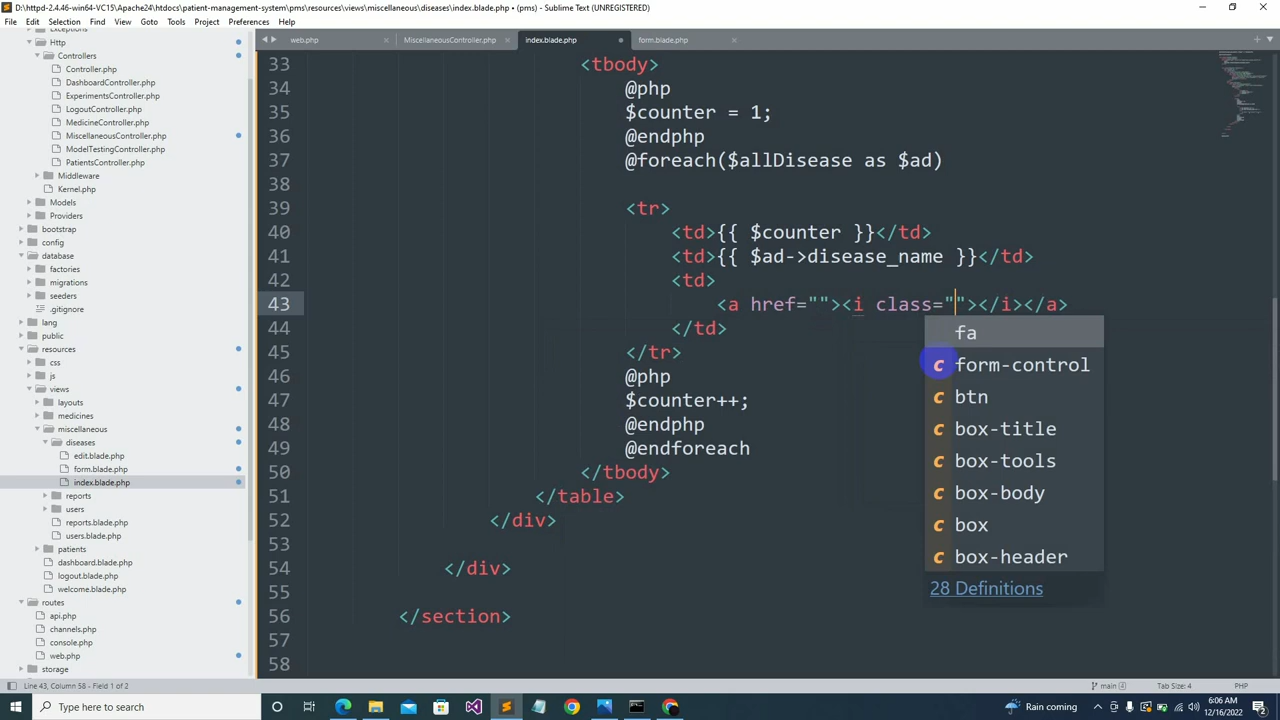 D:\httpd-2.4.46-win64-VC15\Apache24\htdocs\patient-management-system\pms\resources\views\miscellaneous\diseases\index.blade.php • (pms) - Sublime Text (UNREGISTERED)
File Edit Selection Find View Goto Tools Project Preferences Help
Exceptions
Http
Controllers
Controller.php
DashboardController.php
ExperimentsController.php
LogoutController.php
MedicineController.php
MiscellaneousController.php
ModelTestingController.php
PatientsController.php
Middleware
Kernel.php
Models
Providers
bootstrap
config
database
factories
migrations
seeders
.gitignore
lang
public
resources
css
js
views
layouts
medicines
miscellaneous
diseases
edit.blade.php
form.blade.php
index.blade.php
reports
users
reports.blade.php
users.blade.php
patients
dashboard.blade.php
logout.blade.php
welcome.blade.php
routes
api.php
channels.php
console.php
web.php
storage
web.php MiscellaneousController.php index.blade.php form.blade.php
33 <tbody>
34 @php
35 $counter = 1;
36 @endphp
37 @foreach($allDisease as $ad)
38
39 <tr>
40 <td>{{ $counter }}</td>
41 <td>{{ $ad->disease_name }}</td>
42 <td>
43 <a href=""><i class=""></i></a>
44 </td>
45 </tr>
46 @php
47 $counter++;
48 @endphp
49 @endforeach
50 </tbody>
51 </table>
52 </div>
53
54 </div>
55
56 </section>
57
58
fa
c form-control
c btn
c box-title
c box-tools
c box-body
c box
c box-header
28 Definitions
Line 43, Column 58 - Field 1 of 2 main 4 Tab Size: 4 PHP
Type here to search Rain coming 6:06 AM
12/16/2022 2